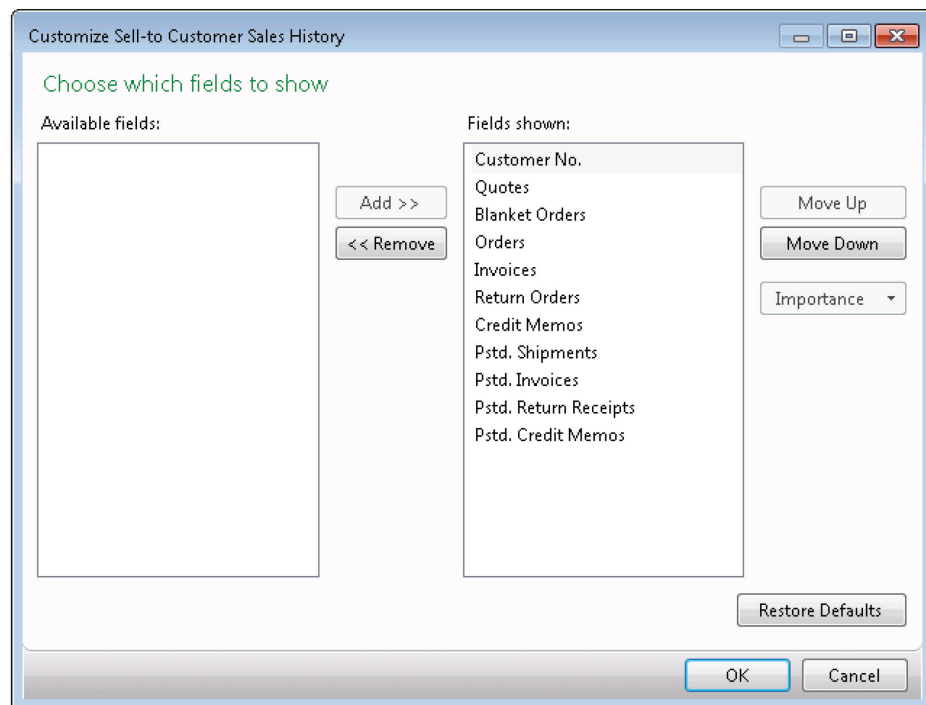 Customize Sell-to Customer Sales History
Choose which fields to show
Available fields:
Fields shown:
Customer No.
Quotes
Blanket Orders
Orders
Invoices
Return Orders
Credit Memos
Pstd. Shipments
Pstd. Invoices
Pstd. Return Receipts
Pstd. Credit Memos
Add >>
<< Remove
Move Up
Move Down
Importance
Restore Defaults
OK
Cancel